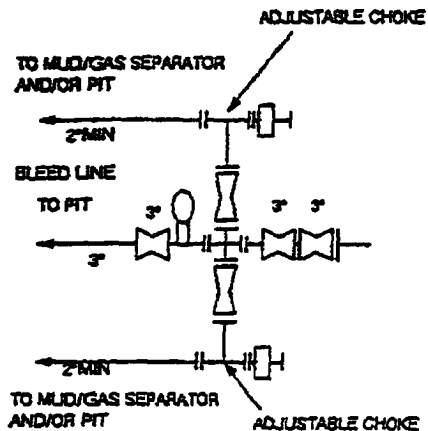 ADJUSTABLE CHOKE
TO MUD/GAS SEPARATOR
AND/OR PIT
2"MIN
BLEED LINE
TO PIT
3"
3"
3"
3"
2"MIN
TO MUD/GAS SEPARATOR
AND/OR PIT
ADJUSTABLE CHOKE